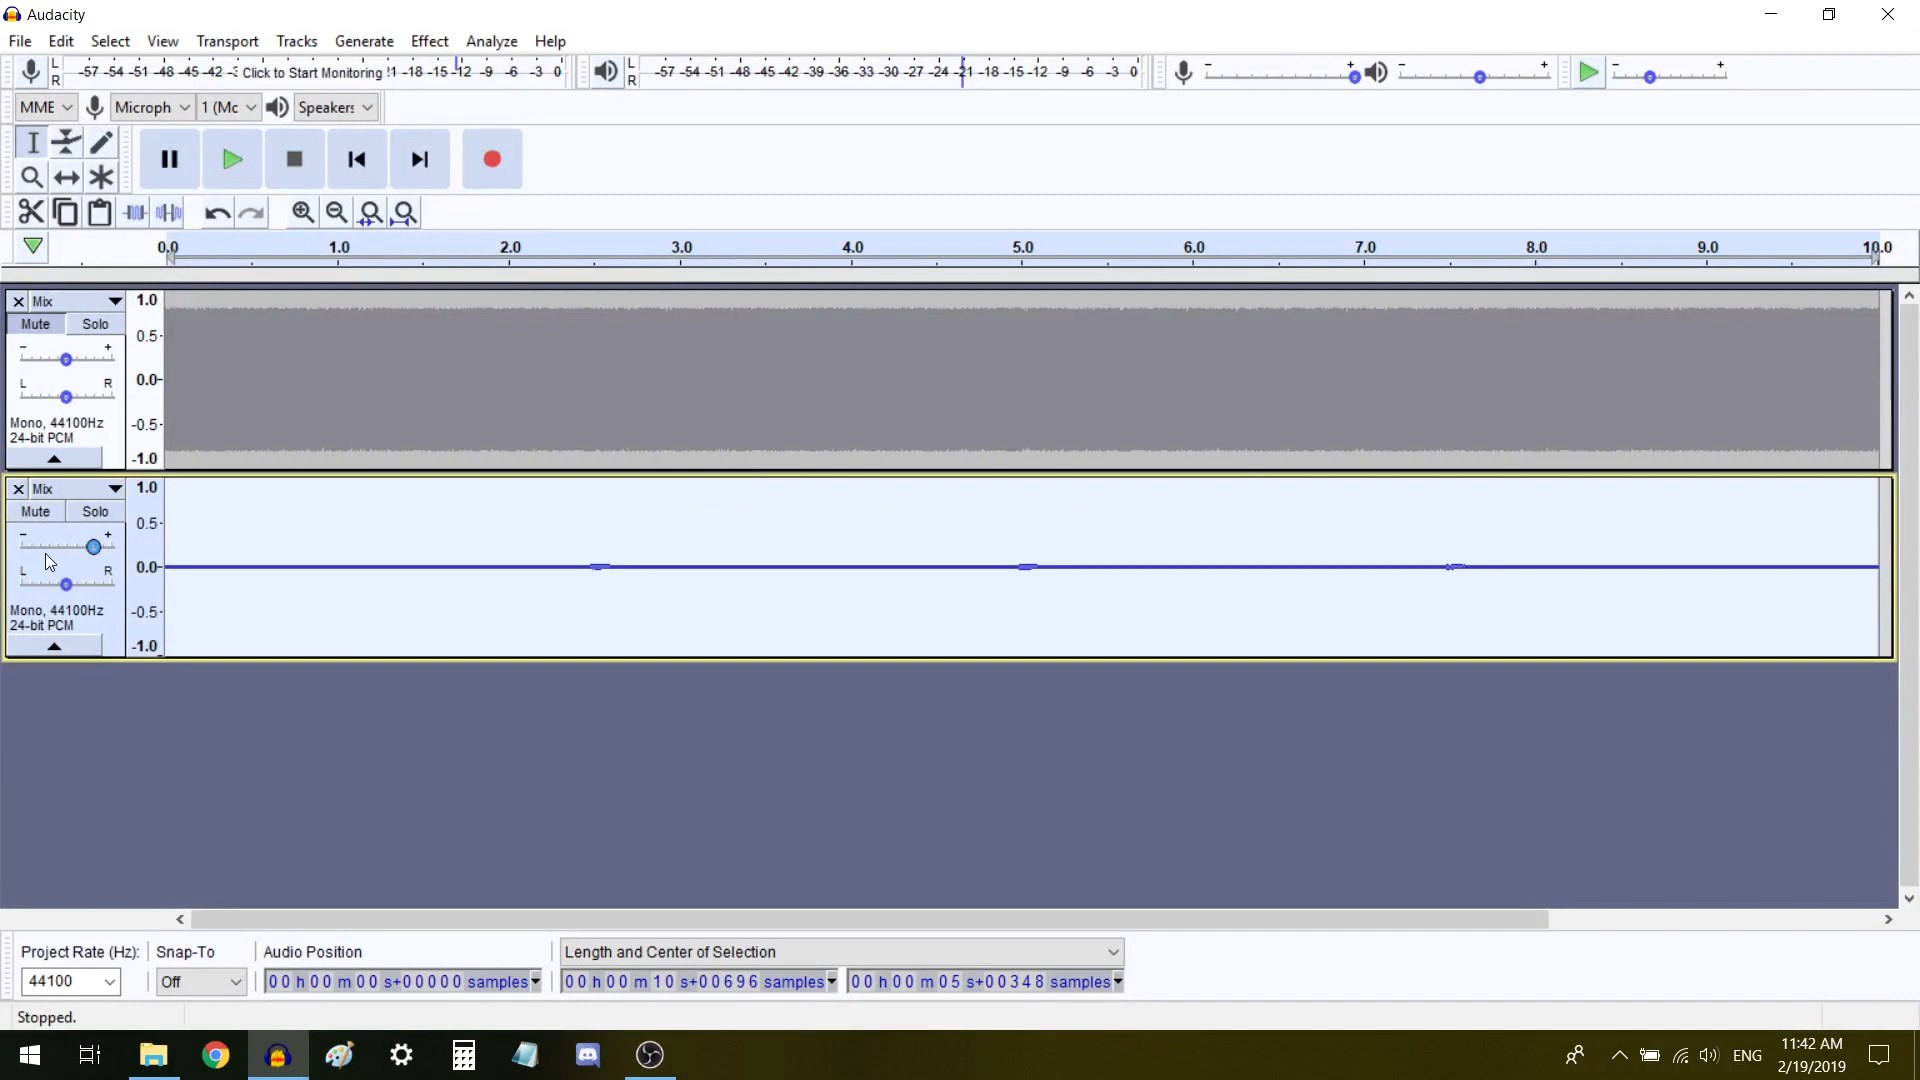 Audacity
File Edit Select View Transport Tracks Generate Effect Analyze Help
L R -57 -54 -51 -48 -45 -42 Click to Start Monitoring -18 -15 -12 -9 -6 -3 0
L R -57 -54 -51 -48 -45 -42 -39 -36 -33 -30 -27 -24 -21 -18 -15 -12 -9 -6 -3 0
- + - + - +
MME Microph 1 (Mc Speakers
0.0 1.0 2.0 3.0 4.0 5.0 6.0 7.0 8.0 9.0 10.0
Mix
Mute Solo
- +
L R
Mono, 44100Hz
24-bit PCM
1.0
0.5
0.0
-0.5
-1.0
Mix
Mute Solo
- +
L R
Mono, 44100Hz
24-bit PCM
1.0
0.5
0.0
-0.5
-1.0
Project Rate (Hz): Snap-To Audio Position Length and Center of Selection
44100 Off 00 h 00 m 00 s+00000 samples 00 h 00 m 10 s+00696 samples 00 h 00 m 05 s+00348 samples
Stopped.
ENG
11:42 AM
2/19/2019